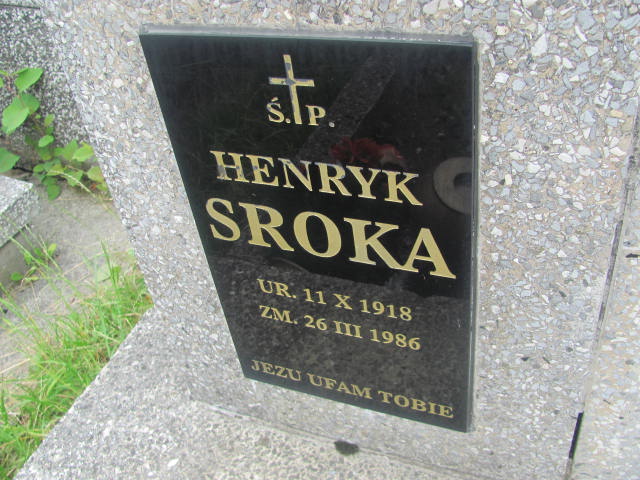 Ś. P.
HENRYK
SROKA
UR. 11 X 1918
ZM. 26 III 1986
JEZU UFAM TOBIE